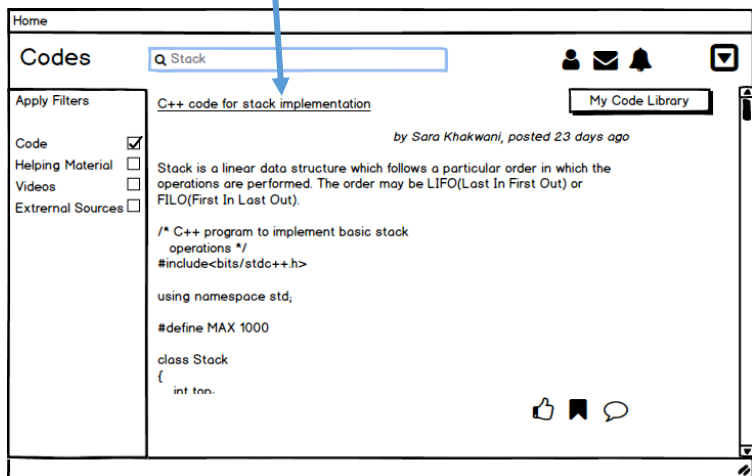 Home
Codes
Stack
Apply Filters
Code
Helping Material
Videos
Extrernal Sources
C++ code for stack implementation
My Code Library
by Sara Khakwani, posted 23 days ago
Stack is a linear data structure which follows a particular order in which the
operations are performed. The order may be LIFO(Last In First Out) or
FILO(First In Last Out).
/* C++ program to implement basic stack
operations */
#include<bits/stdc++.h>
using namespace std;
#define MAX 1000
class Stack
{
int top;